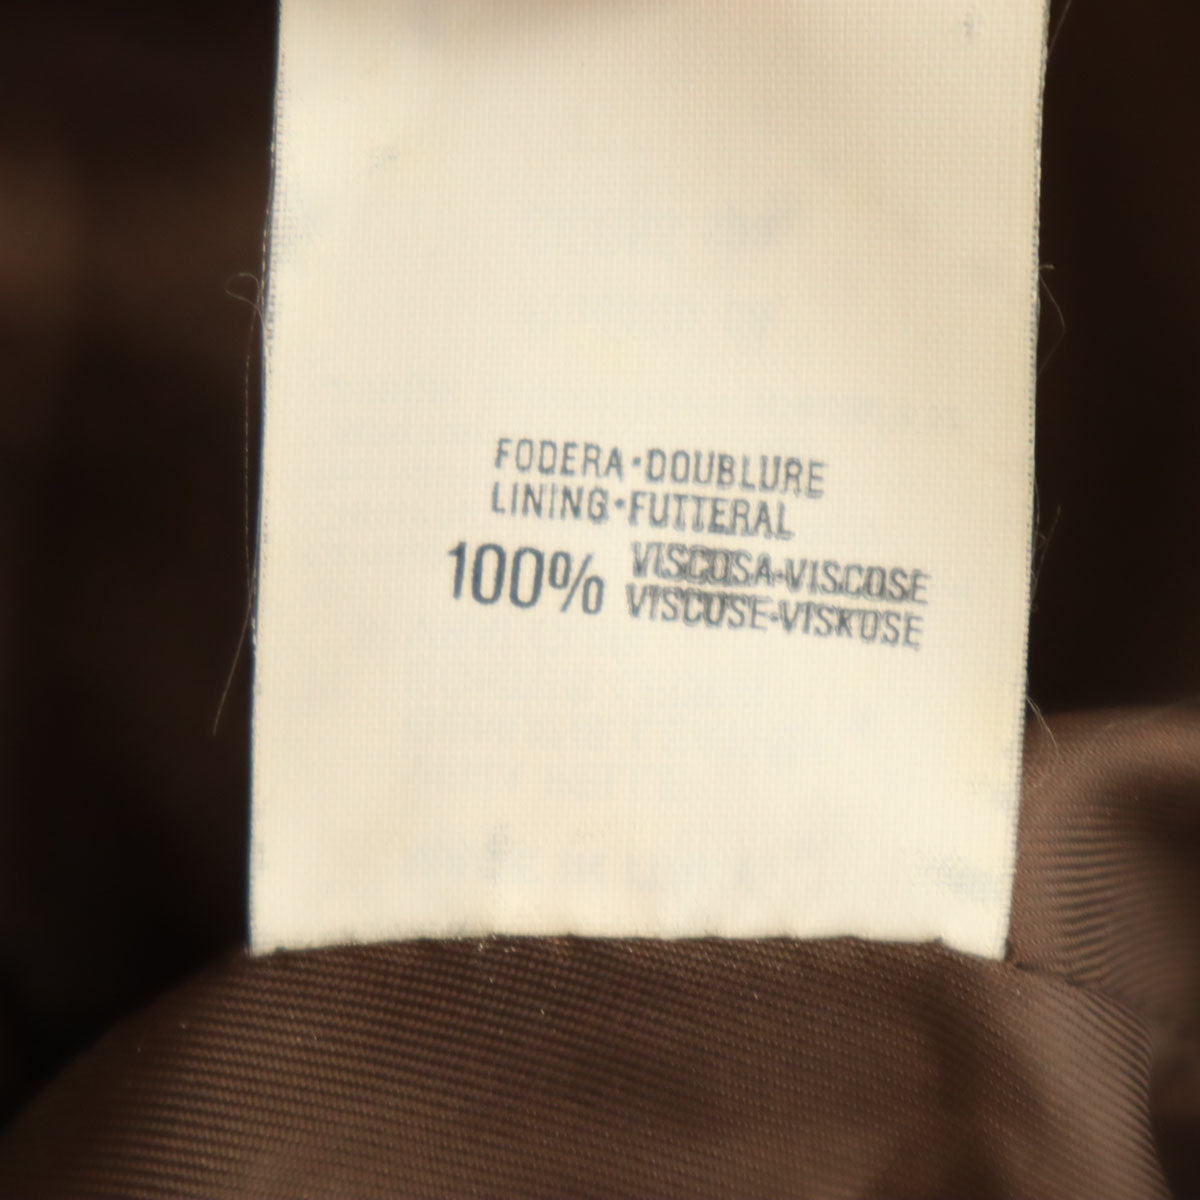 FODERA·DOUBLURE
LINING·FUTTERAL
100% VISCOSA-VISCOSE
VISCOSE-VISKOSE